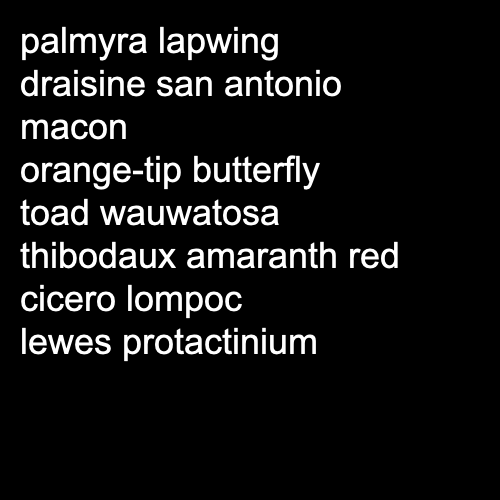 palmyra lapwing
draisine san antonio
macon
orange-tip butterfly
toad wauwatosa
thibodaux amaranth red
cicero lompoc
lewes protactinium